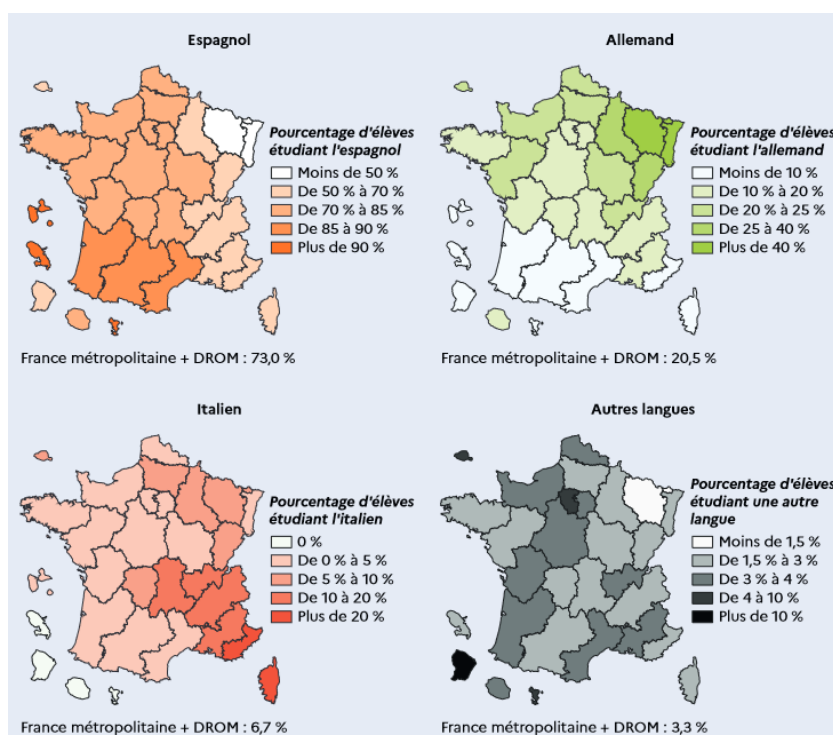 Espagnol
Pourcentage d'élèves
étudiant l'espagnol
Moins de 50 %
De 50 % à 70 %
De 70 % à 85 %
De 85 à 90 %
Plus de 90 %
France métropolitaine + DROM : 73,0 %
Allemand
Pourcentage d'élèves
étudiant l'allemand
Moins de 10 %
De 10 % à 20 %
De 20 % à 25 %
De 25 à 40 %
Plus de 40 %
France métropolitaine + DROM : 20,5 %
Italien
Pourcentage d'élèves
étudiant l'italien
0 %
De 0 % à 5 %
De 5 % à 10 %
De 10 à 20 %
Plus de 20 %
France métropolitaine + DROM : 6,7 %
Autres langues
Pourcentage d'élèves
étudiant une autre
langue
Moins de 1,5 %
De 1,5 % à 3 %
De 3 % à 4 %
De 4 à 10 %
Plus de 10 %
France métropolitaine + DROM : 3,3 %